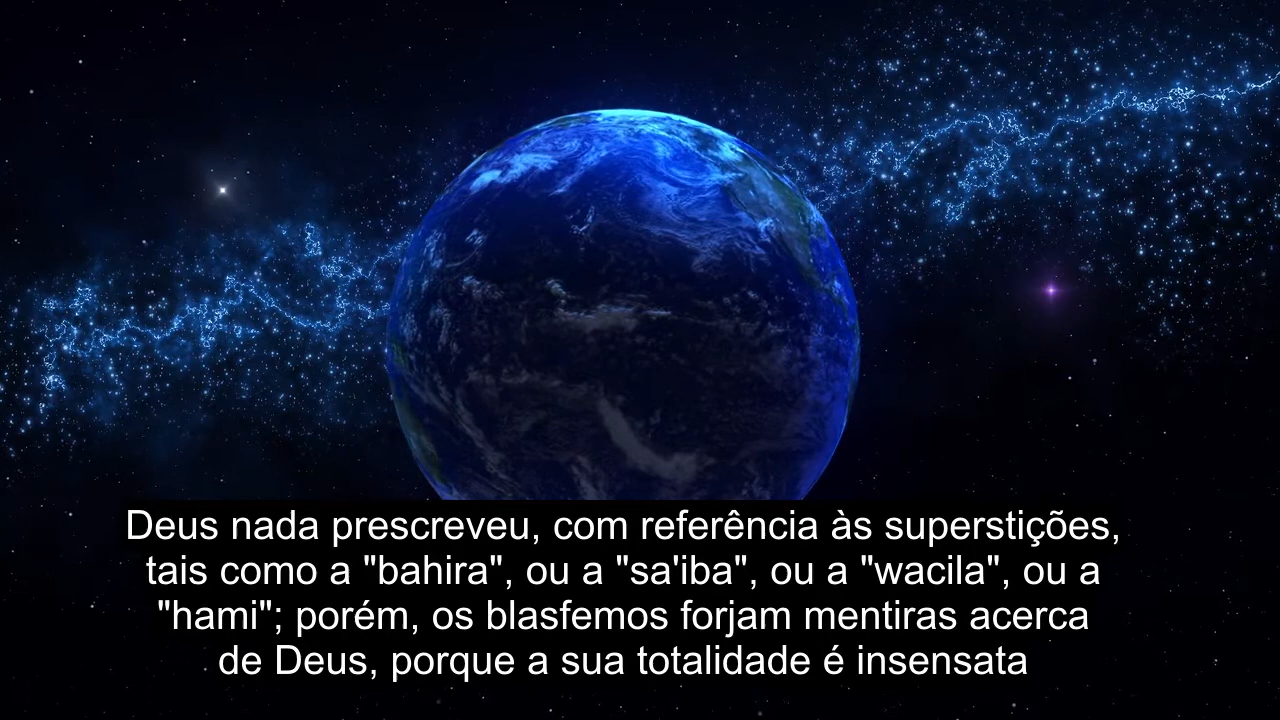 Deus nada prescreveu, com referência às superstições,
tais como a "bahira", ou a "sa'iba", ou a "wacila", ou a
"hami"; porém, os blasfemos forjam mentiras acerca
de Deus, porque a sua totalidade é insensata